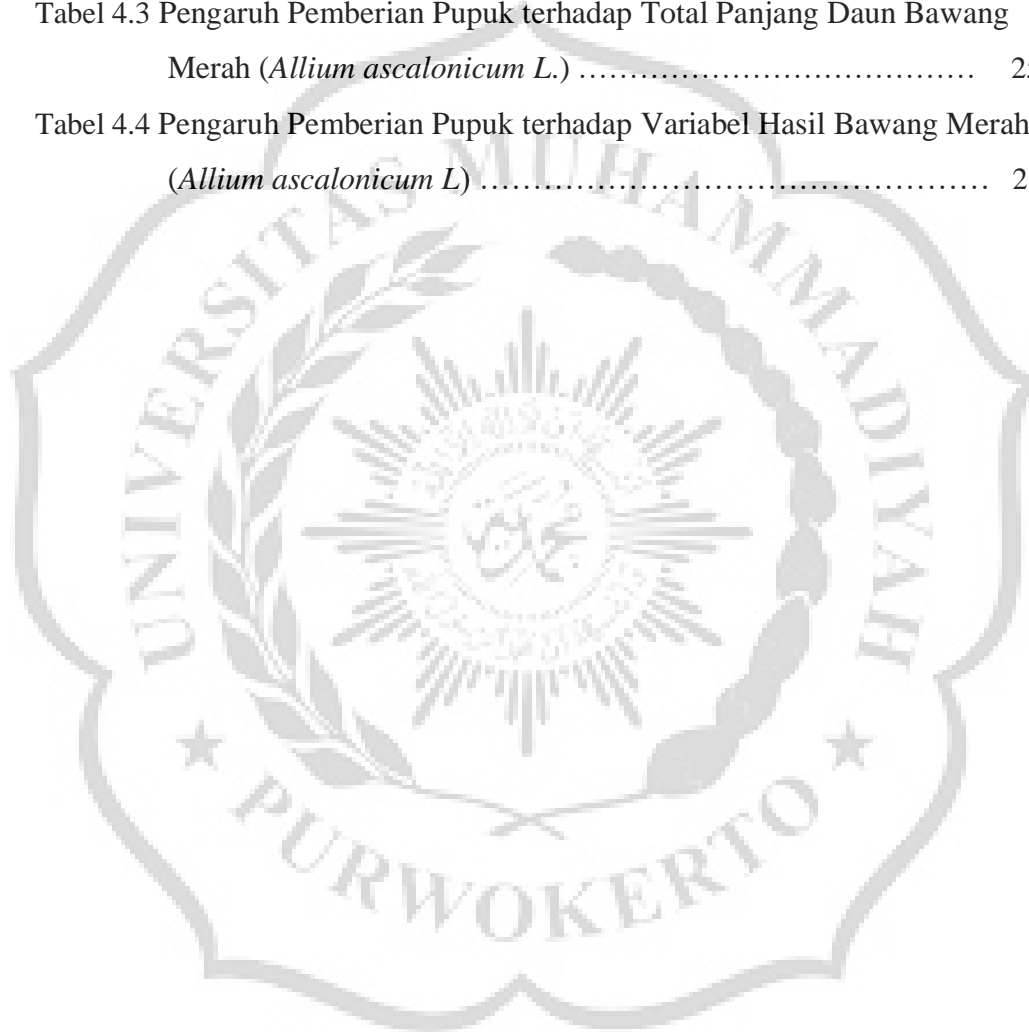 Tabel 4.3 Pengaruh Pemberian Pupuk terhadap Total Panjang Daun Bawang
Merah (Allium ascalonicum L.) ………………………………… 2
Tabel 4.4 Pengaruh Pemberian Pupuk terhadap Variabel Hasil Bawang Merah
(Allium ascalonicum L) …………………………………………… 2
UNIVERSITAS MUHAMMADIYAH
PURWOKERTO